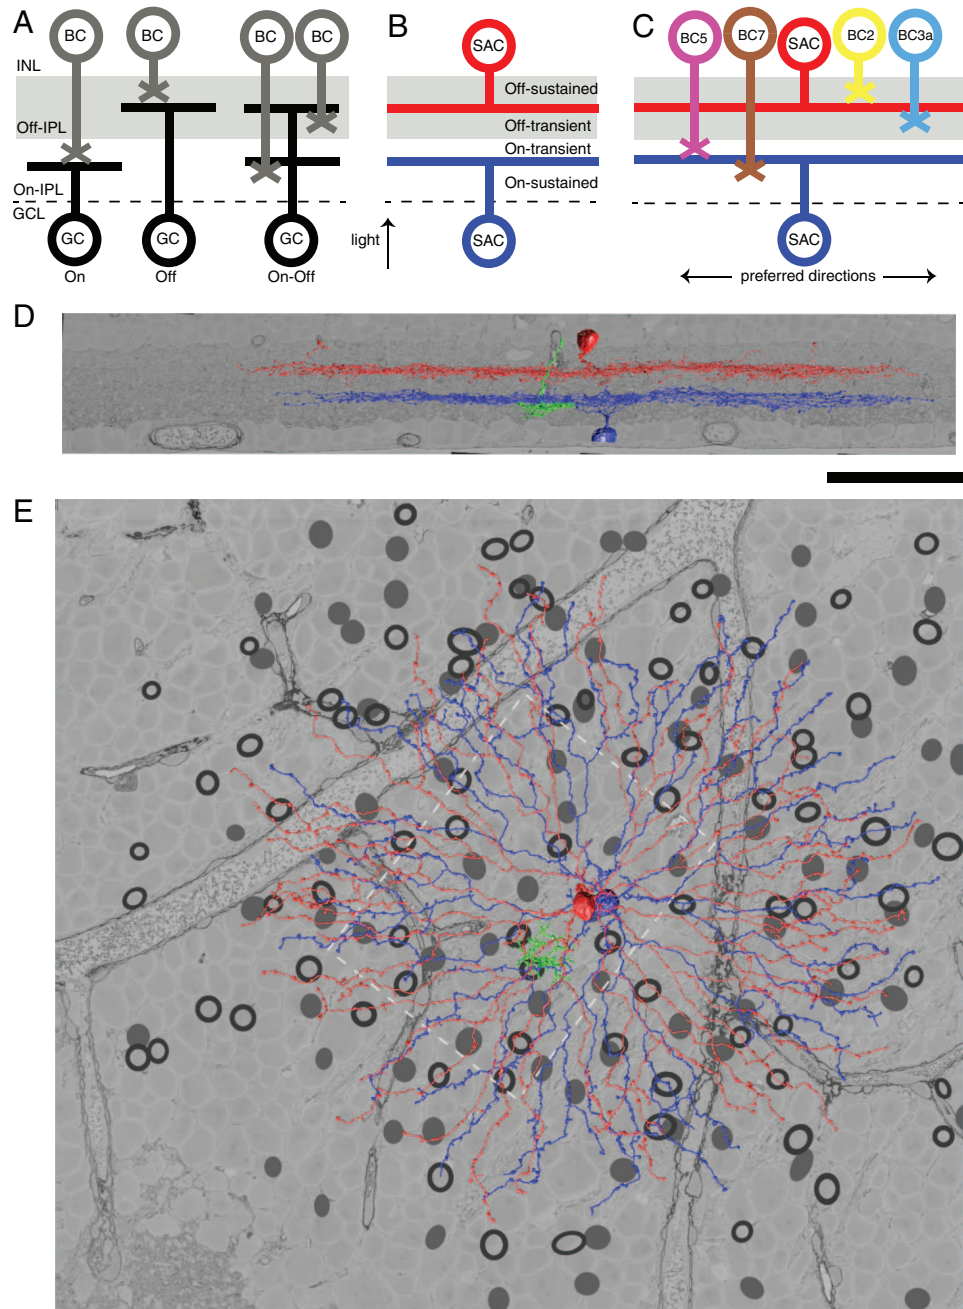 A
BC
BC
BC
BC
INL
Off-IPL
On-IPL
GCL
GC
GC
GC
On
Off
On-Off
B
SAC
Off-sustained
Off-transient
On-transient
On-sustained
light
SAC
C
BC5
BC7
SAC
BC2
BC3a
SAC
preferred directions
D
E